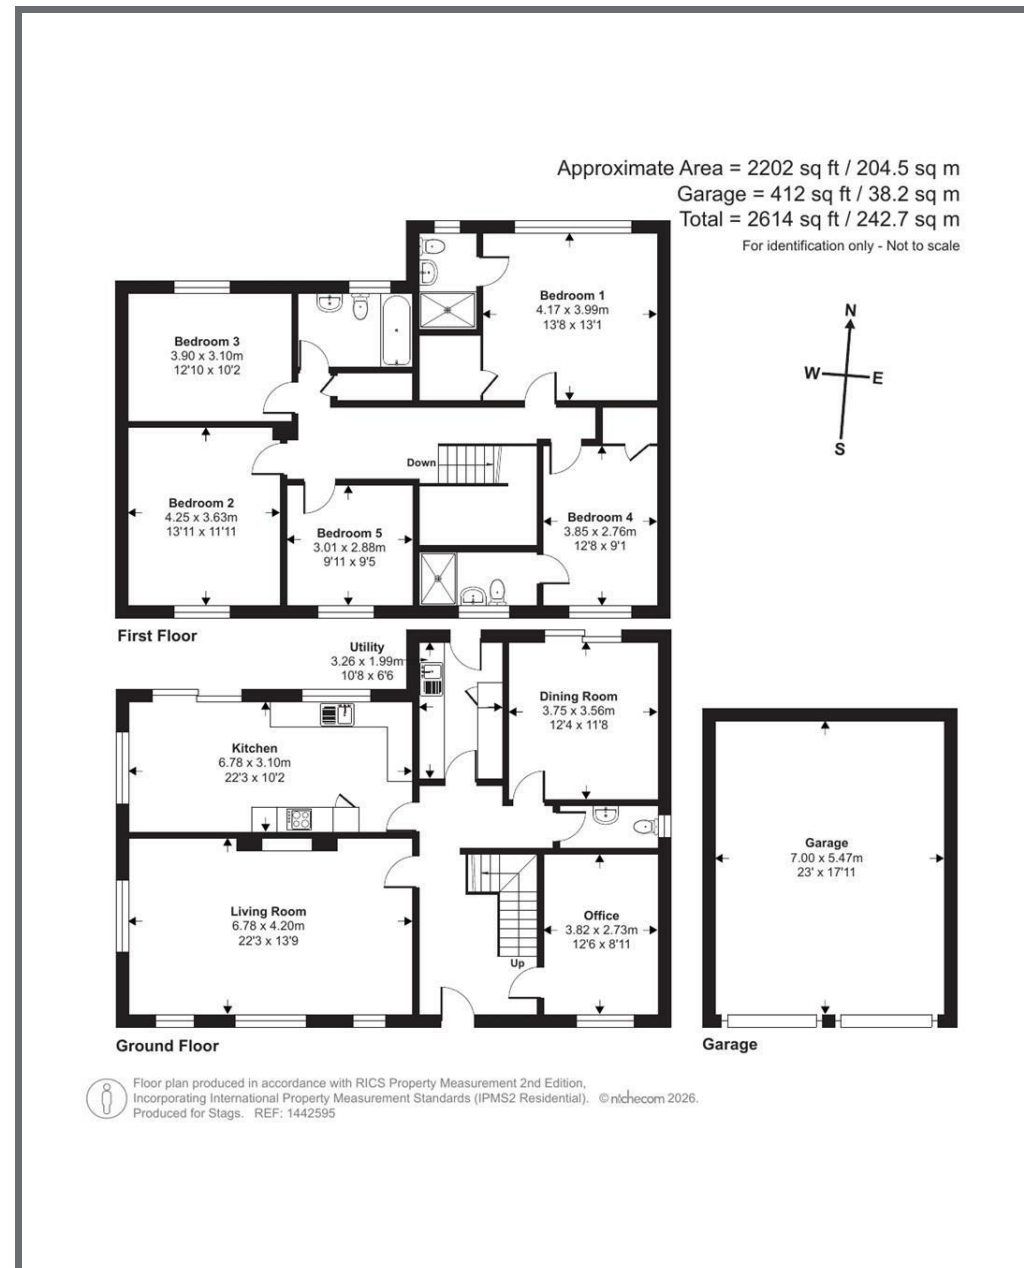 Approximate Area = 2202 sq ft / 204.5 sq m
Garage = 412 sq ft / 38.2 sq m
Total = 2614 sq ft / 242.7 sq m
For identification only - Not to scale
N
W
E
S
Bedroom 1
4.17 x 3.99m
13'8 x 13'1
Bedroom 3
3.90 x 3.10m
12'10 x 10'2
Down
Bedroom 2
4.25 x 3.63m
13'11 x 11'11
Bedroom 5
3.01 x 2.88m
9'11 x 9'5
Bedroom 4
3.85 x 2.76m
12'8 x 9'1
First Floor
Utility
3.26 x 1.99m
10'8 x 6'6
Dining Room
3.75 x 3.56m
12'4 x 11'8
Kitchen
6.78 x 3.10m
22'3 x 10'2
Living Room
6.78 x 4.20m
22'3 x 13'9
Office
3.82 x 2.73m
12'6 x 8'11
Up
Garage
7.00 x 5.47m
23' x 17'11
Ground Floor
Garage
Floor plan produced in accordance with RICS Property Measurement 2nd Edition,
Incorporating International Property Measurement Standards (IPMS2 Residential). © nichecom 2026.
Produced for Stags. REF: 1442595